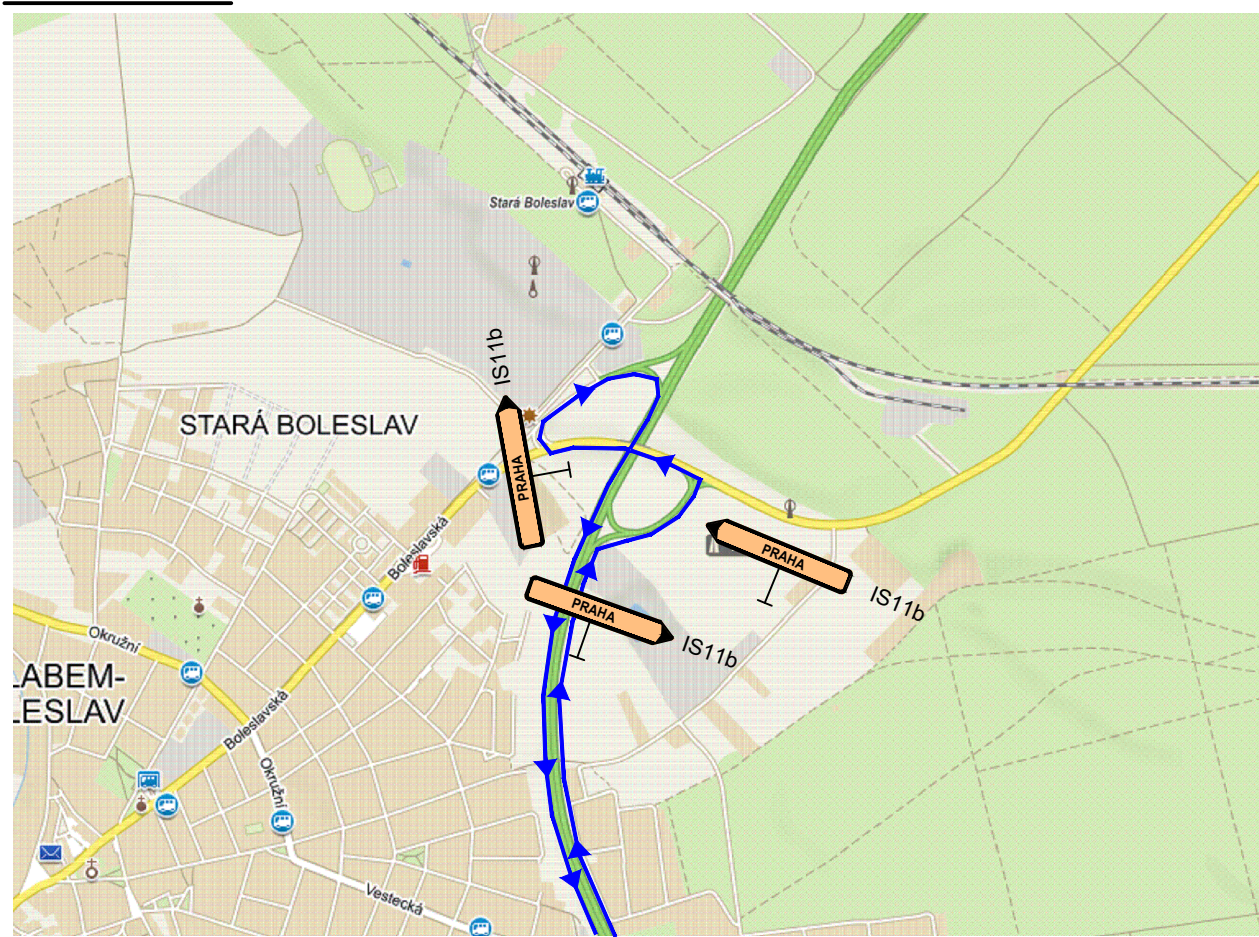 Stará Boleslav
IS11b
STARÁ BOLESLAV
PRAHA
Boleslavská
PRAHA
IS11b
PRAHA
IS11b
Okružní
LABEM-
LESLAV
Boleslavská
Okružní
Vestecká